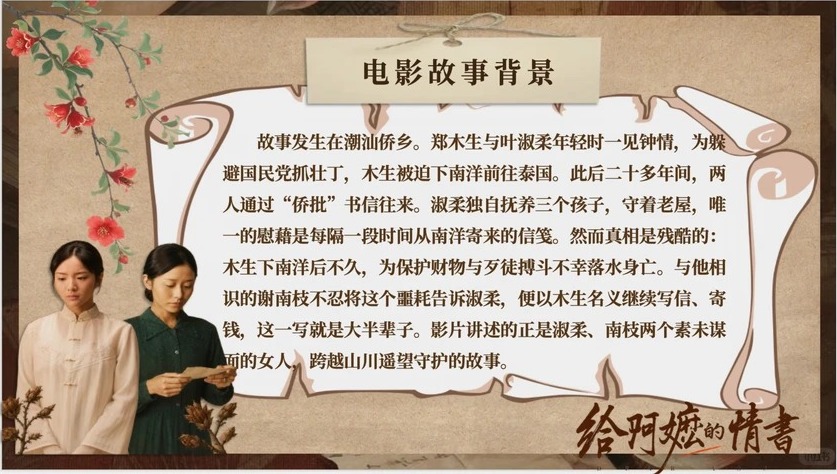 电影故事背景
故事发生在潮汕侨乡。郑木生与叶淑柔年轻时一见钟情，为躲
避国民党抓壮丁，木生被迫下南洋前往泰国。此后二十多年间，两
人通过“侨批”书信往来。淑柔独自抚养三个孩子，守着老屋，唯
一的慰藉是每隔一段时间从南洋寄来的信笺。然而真相是残酷的：
木生下南洋后不久，为保护财物与歹徒搏斗不幸落水身亡。与他相
识的谢南枝不忍将这个噩耗告诉淑柔，便以木生名义继续写信、寄
钱，这一写就是大半辈子。影片讲述的正是淑柔、南枝两个素未谋
面的女人，跨越山川遥望守护的故事。
给阿嬷的情书